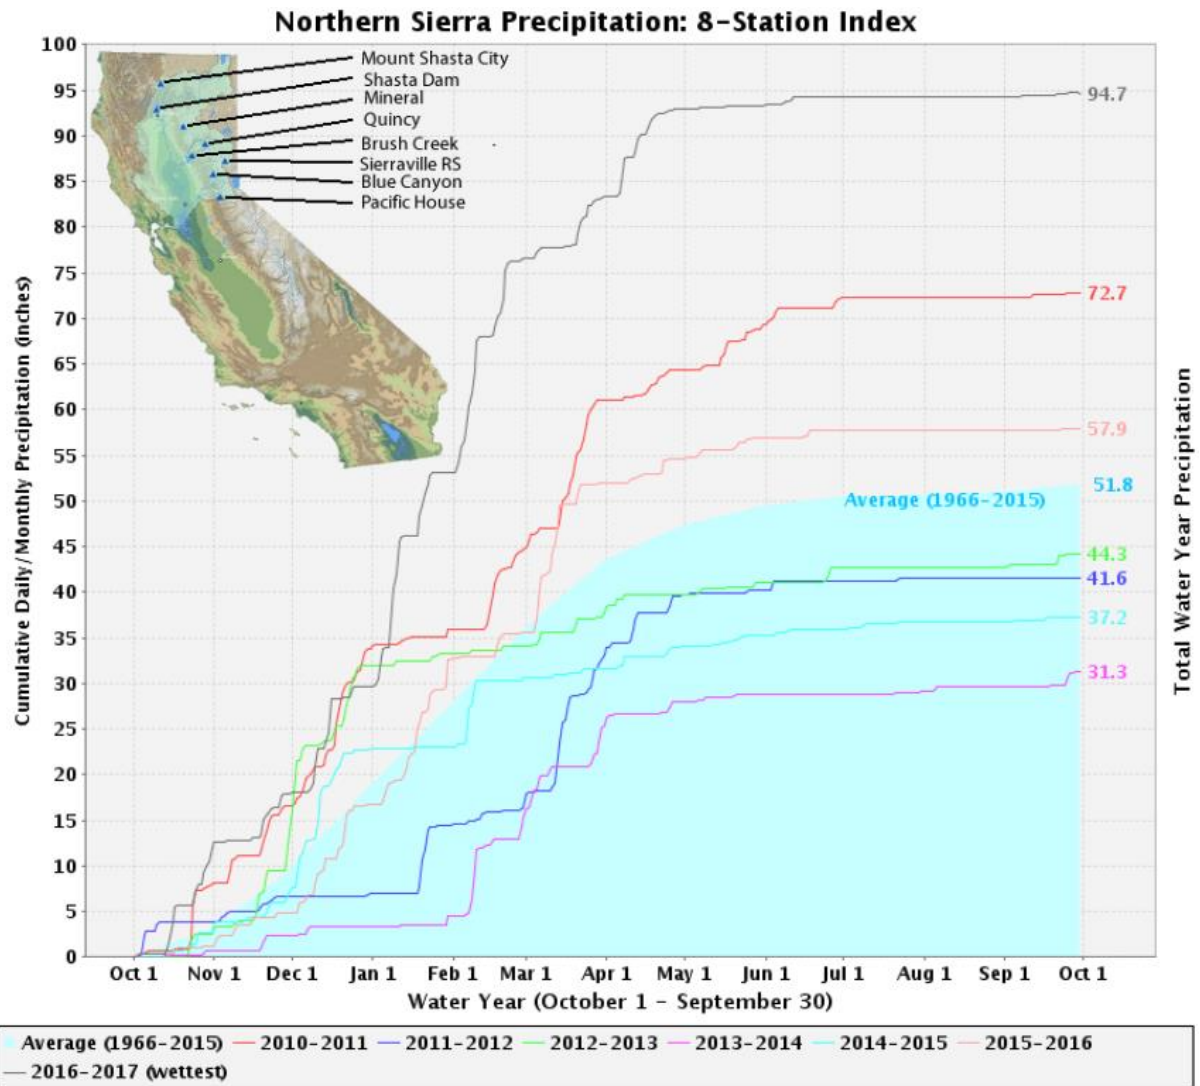 Northern Sierra Precipitation: 8-Station Index
100
95
90
85
80
75
70
65
60
55
50
45
40
35
30
25
20
15
10
5
0
Cumulative Daily/Monthly Precipitation (inches)
Mount Shasta City
Shasta Dam
Mineral
Quincy
Brush Creek
Sierraville RS
Blue Canyon
Pacific House
94.7
72.7
57.9
51.8
Average (1966-2015)
44.3
41.6
37.2
31.3
Total Water Year Precipitation
Oct 1 Nov 1 Dec 1 Jan 1 Feb 1 Mar 1 Apr 1 May 1 Jun 1 Jul 1 Aug 1 Sep 1 Oct 1
Water Year (October 1 - September 30)
Average (1966-2015) 2010-2011 2011-2012 2012-2013 2013-2014 2014-2015 2015-2016
2016-2017 (wettest)